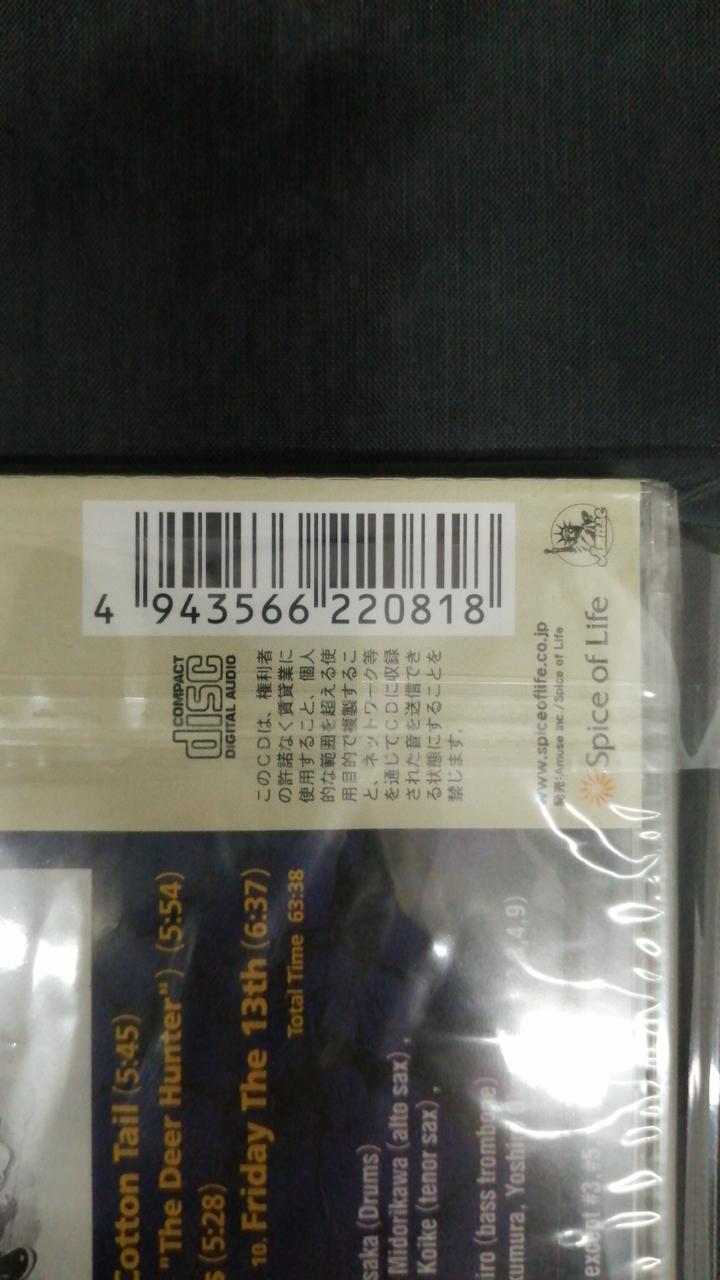 4 943566 220818
COMPACT
disc
DIGITAL AUDIO
このCDは、権利者
の許諾なく賃貸業に
使用すること、個人
的な範囲を超える使
用目的で複製するこ
と、ネットワーク等
を通じてCDに収録
された音を送信でき
る状態にすることを
禁じます。
www.spiceoflife.co.jp
発売:Amuse Inc./Spice of Life
Spice of Life
Cotton Tail (5:45)
"The Deer Hunter") (5:54)
(5:28)
10. Friday The 13th (6:37)
Total Time 63:38
(Drums)
Midorikawa (alto sax),
Koike (tenor sax),
(bass trombone)
Yoshiro
,4,9)
except #3,#5